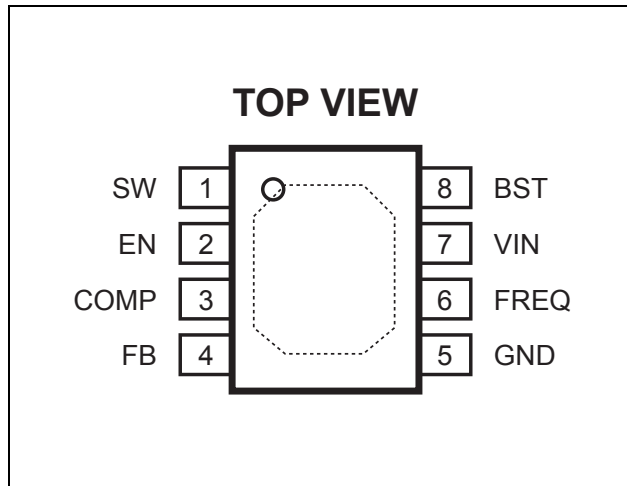 TOP VIEW
SW 1 8 BST
EN 2 7 VIN
COMP 3 6 FREQ
FB 4 5 GND